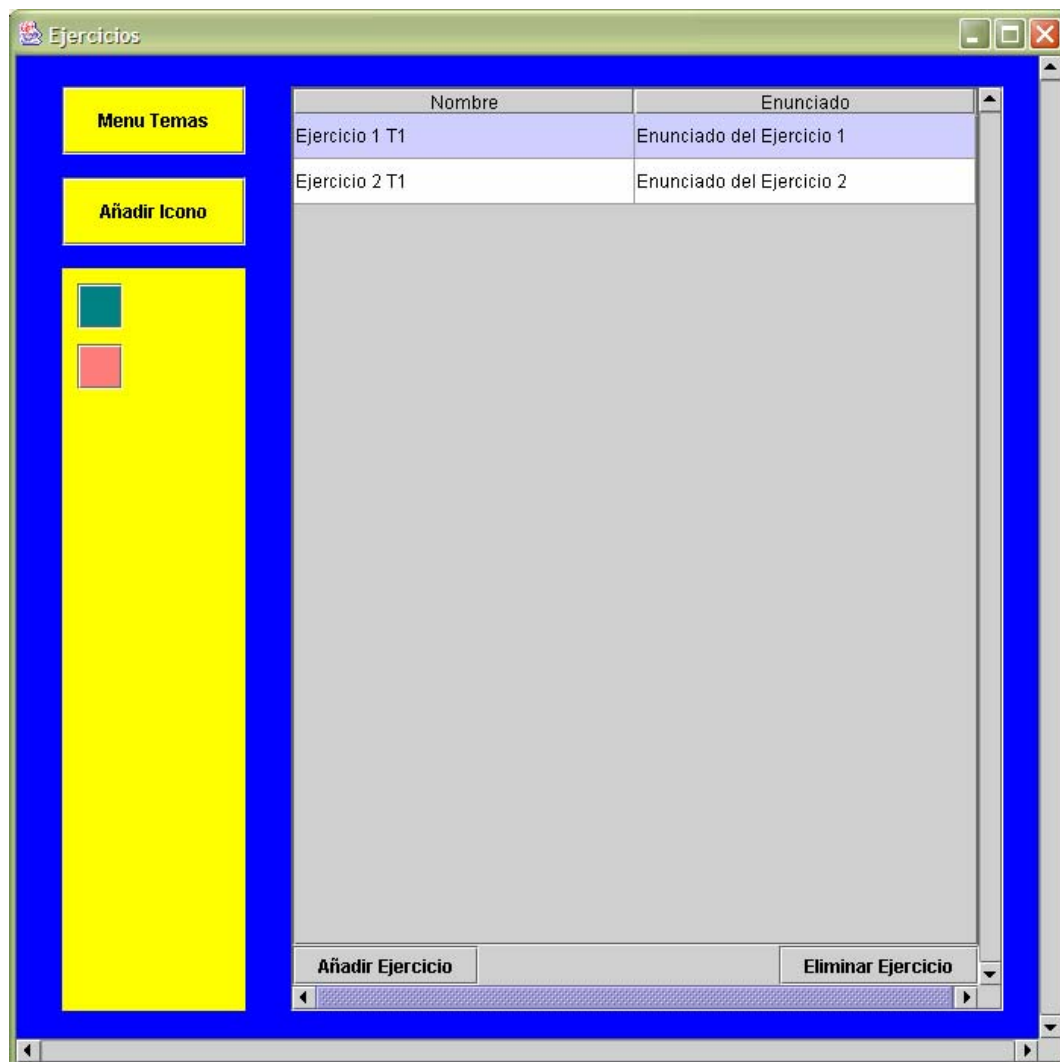 Ejercicios
Menu Temas
Añadir Icono
Nombre Enunciado
Ejercicio 1 T1 Enunciado del Ejercicio 1
Ejercicio 2 T1 Enunciado del Ejercicio 2
Añadir Ejercicio Eliminar Ejercicio